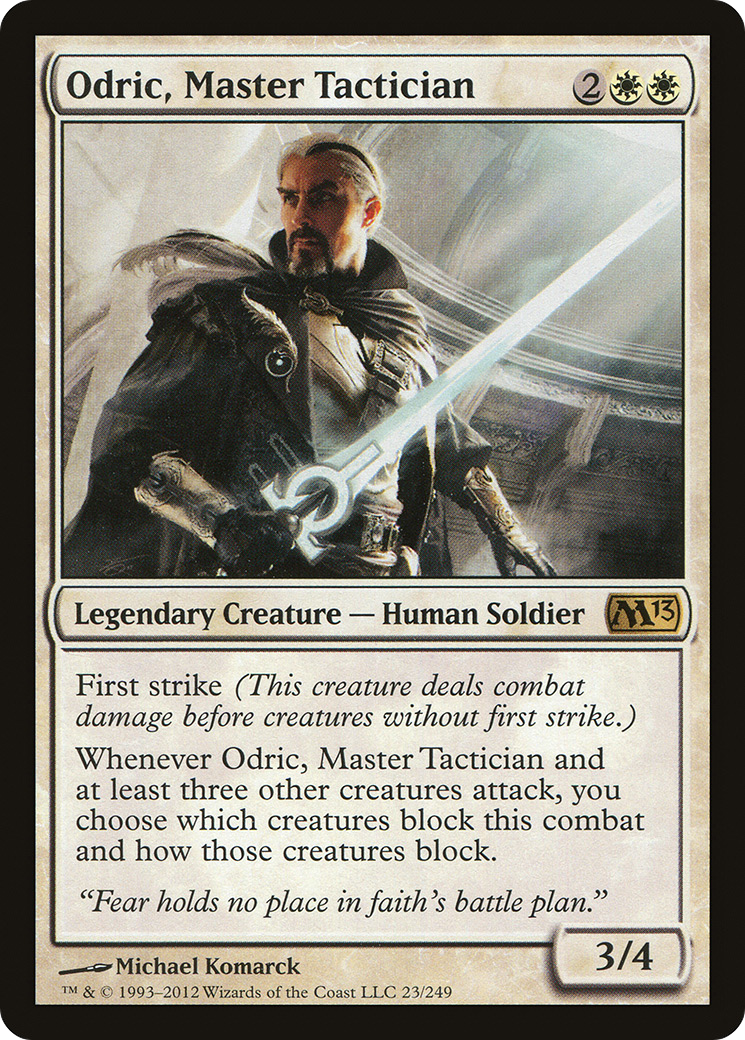 Odric, Master Tactician 2
Legendary Creature — Human Soldier M13
First strike (This creature deals combat
damage before creatures without first strike.)
Whenever Odric, Master Tactician and
at least three other creatures attack, you
choose which creatures block this combat
and how those creatures block.
“Fear holds no place in faith’s battle plan.”
3/4
Michael Komarck
™ & © 1993–2012 Wizards of the Coast LLC 23/249